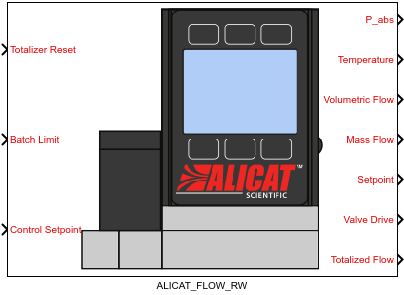 P_abs
Totalizer Reset
Temperature
Volumetric Flow
Batch Limit
Mass Flow
ALICAT™
SCIENTIFIC
Setpoint
Valve Drive
Control Setpoint
Totalized Flow
ALICAT_FLOW_RW